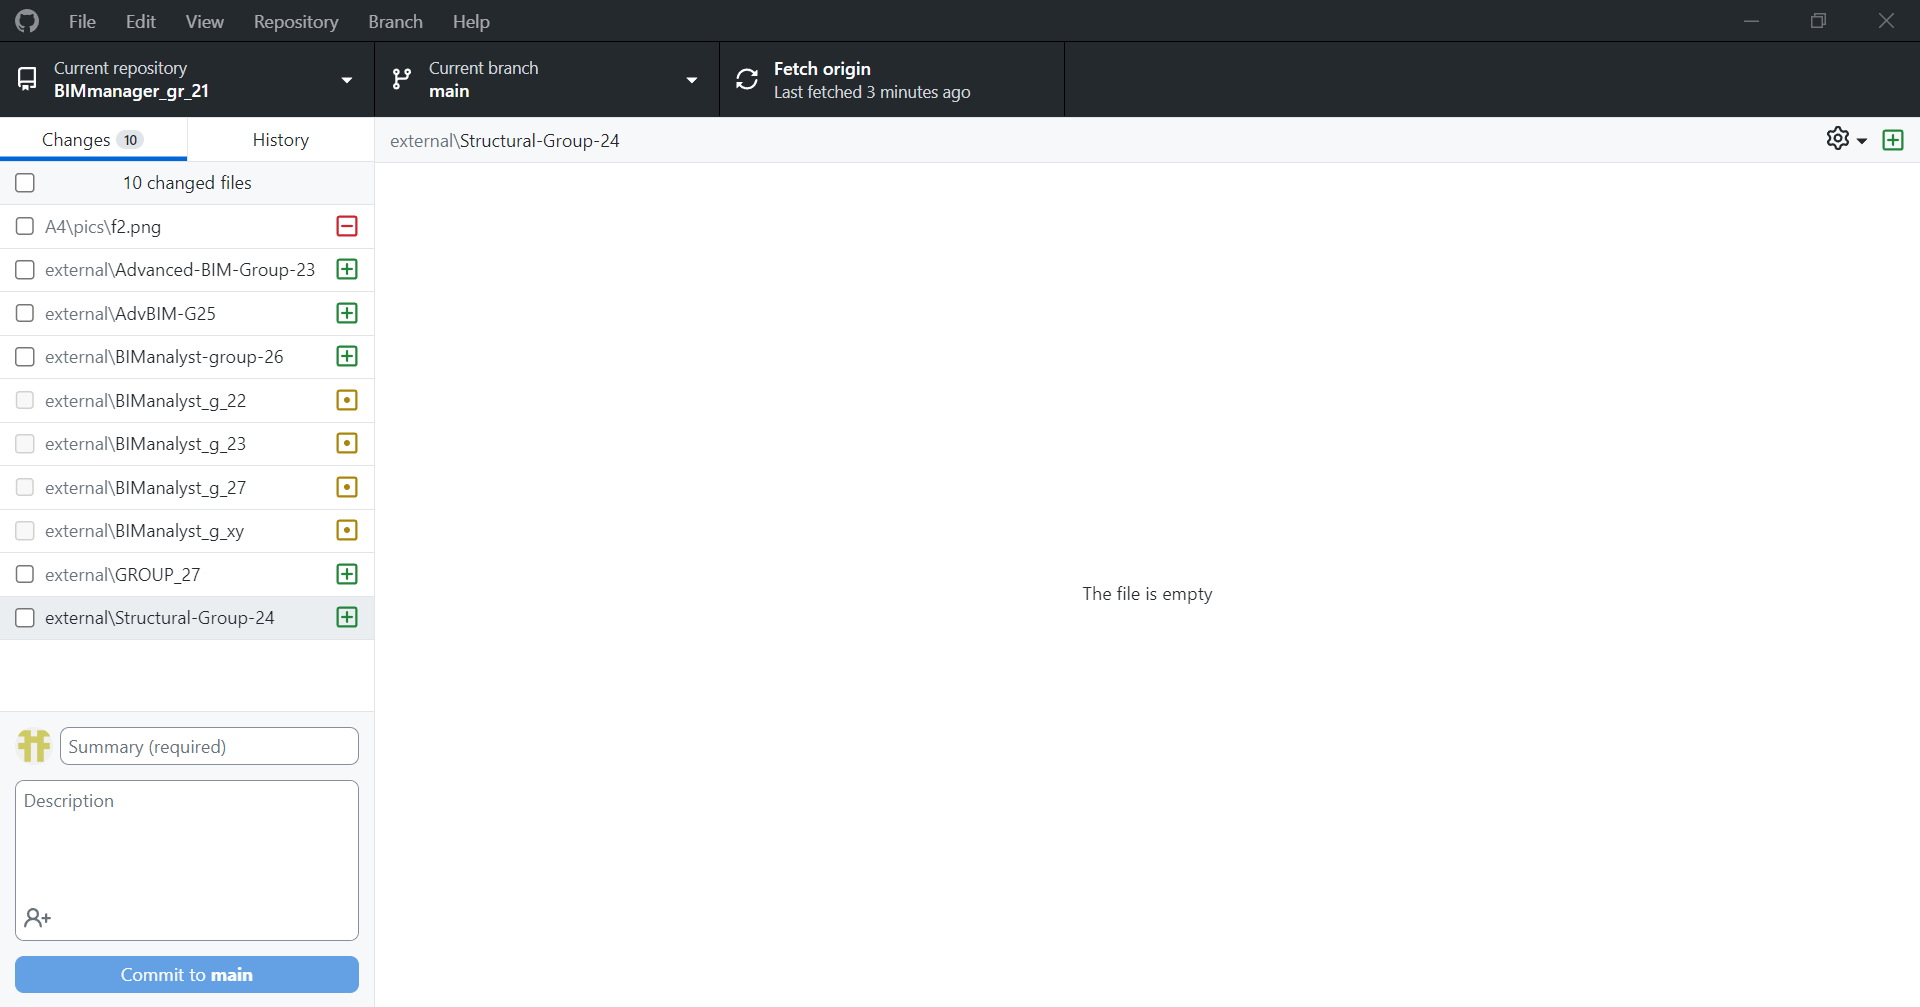 File Edit View Repository Branch Help
Current repository
BIMmanager_gr_21
Current branch
main
Fetch origin
Last fetched 3 minutes ago
Changes 10
History
external\Structural-Group-24
10 changed files
A4\pics\f2.png
external\Advanced-BIM-Group-23
external\AdvBIM-G25
external\BIManalyst-group-26
external\BIManalyst_g_22
external\BIManalyst_g_23
external\BIManalyst_g_27
external\BIManalyst_g_xy
external\GROUP_27
external\Structural-Group-24
The file is empty
Summary (required)
Description
Commit to main